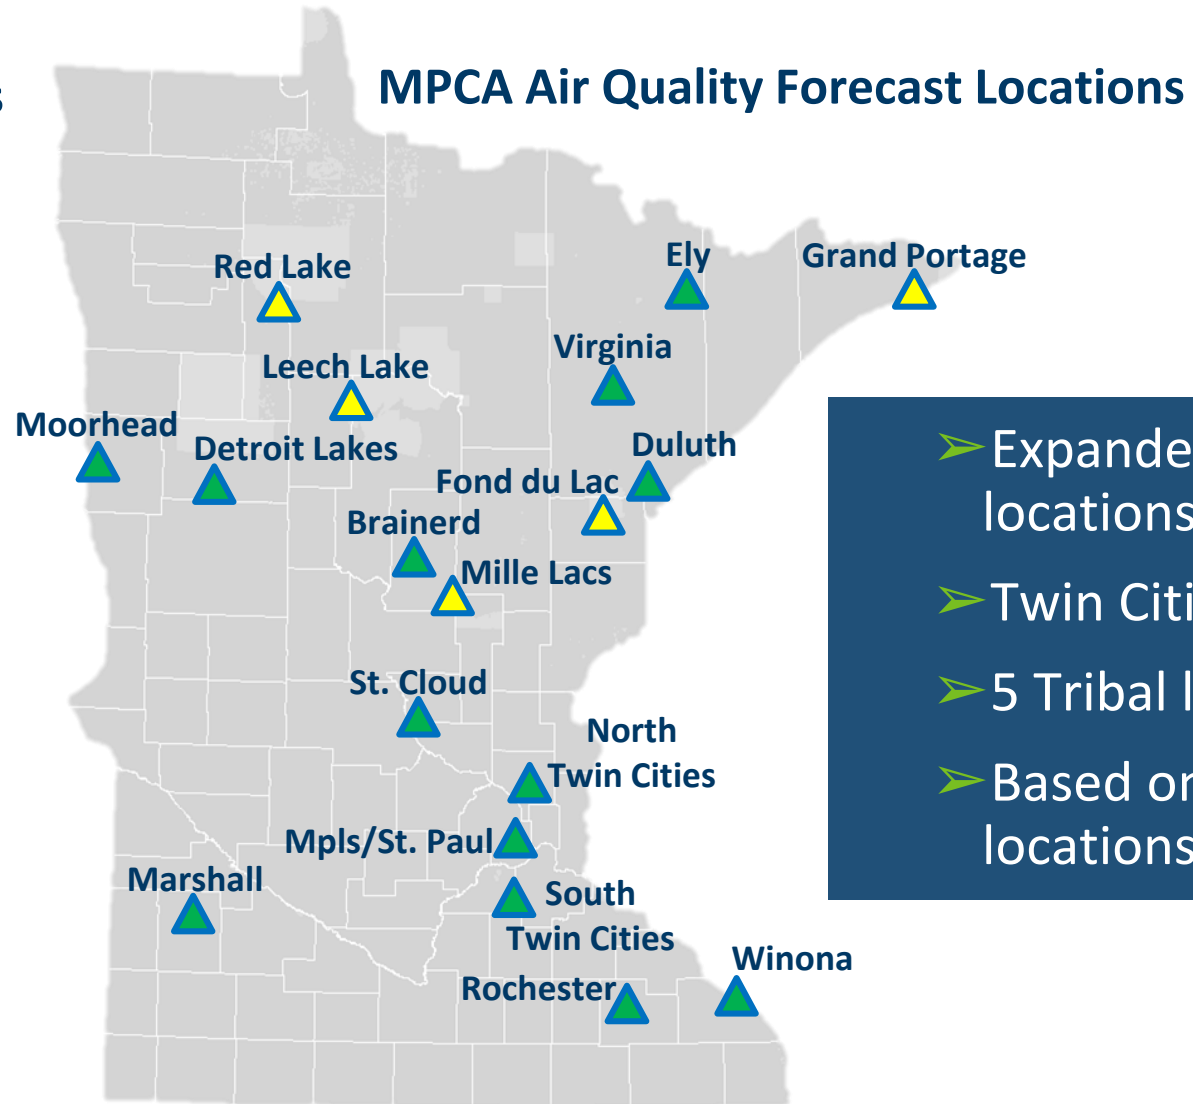 MPCA Air Quality Forecast Locations
Ely
Grand Portage
Red Lake
Virginia
Leech Lake
Moorhead
Detroit Lakes
Duluth
Fond du Lac
Brainerd
Mille Lacs
St. Cloud
North
Twin Cities
Mpls/St. Paul
Marshall
South
Twin Cities
Winona
Rochester
➢Expande
locations
➢Twin Citi
➢5 Tribal l
➢Based or
locations